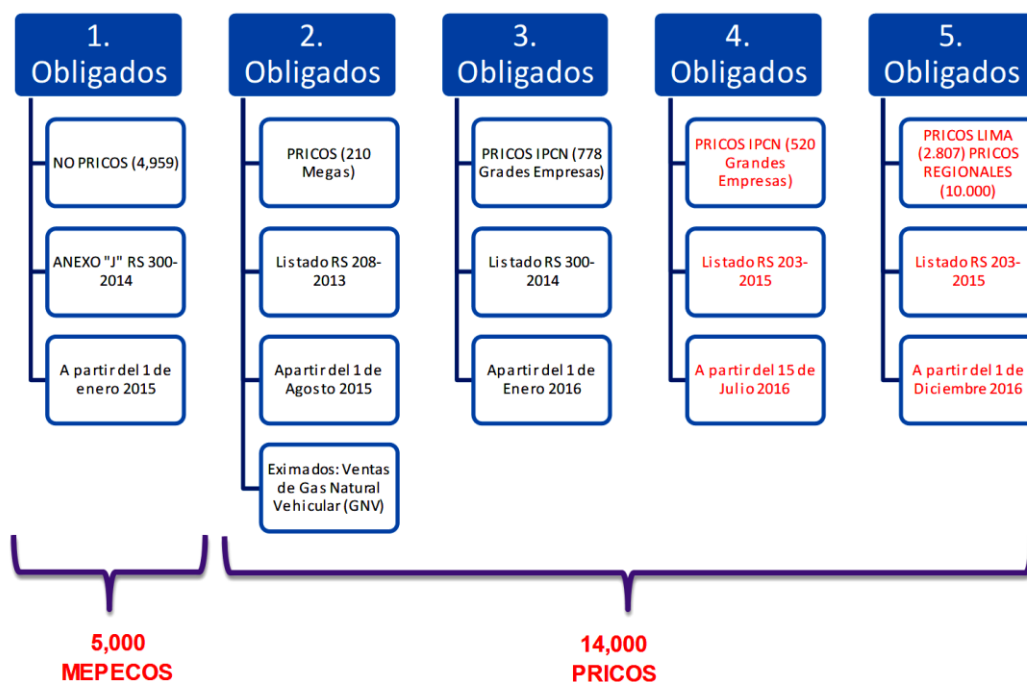 1.
Obligados
NO PRICOS (4,959)
ANEXO "J" RS 300-
2014
A partir del 1 de
enero 2015
2.
Obligados
PRICOS (210
Megas)
Listado RS 208-
2013
Apartir del 1 de
Agosto 2015
Eximados: Ventas
de Gas Natural
Vehicular (GNV)
3.
Obligados
PRICOS IPCN (778
Grades Empresas)
Listado RS 300-
2014
Apartir del 1 de
Enero 2016
4.
Obligados
PRICOS IPCN (520
Grandes
Empresas)
Listado RS 203-
2015
A partir del 15 de
Julio 2016
5.
Obligados
PRICOS LIMA
(2.807) PRICOS
REGIONALES
(10.000)
Listado RS 203-
2015
A partir del 1 de
Diciembre 2016
5,000
MEPECOS
14,000
PRICOS